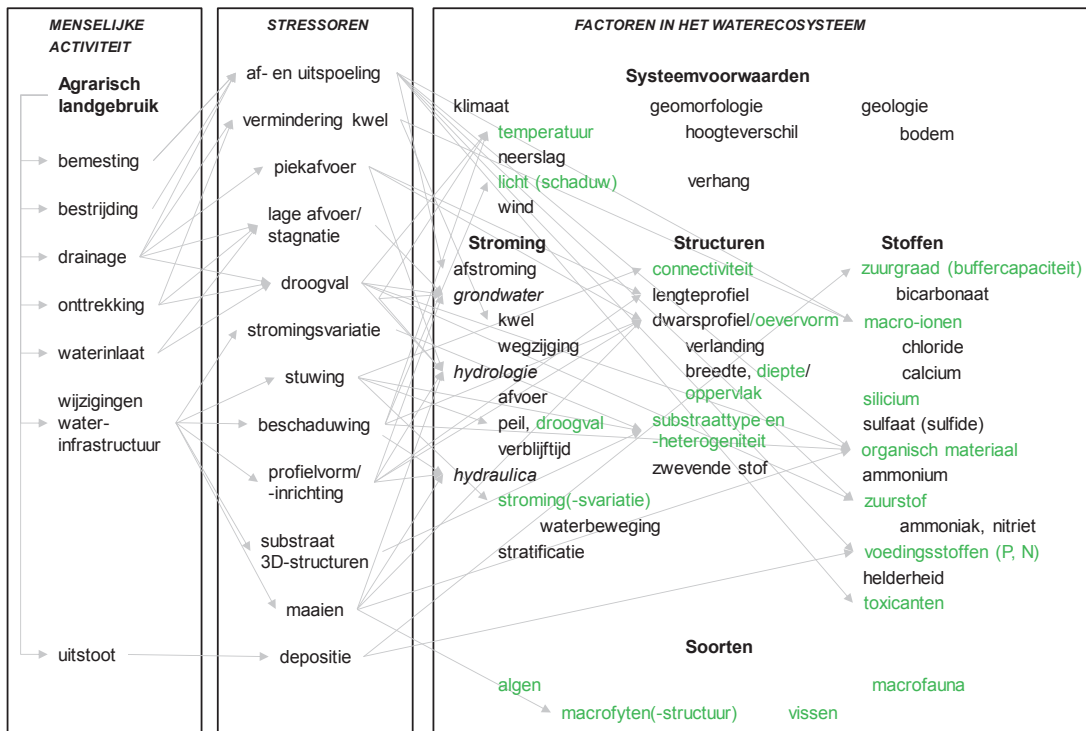 MENSELIJKE
ACTIVITEIT
Agrarisch
landgebruik
bemesting
bestrijding
drainage
onttrekking
waterinlaat
wijzigingen
water-
infrastructuur
uitstoot
STRESSOREN
af- en uitspoeling
vermindering kwel
piekafvoer
lage afvoer/
stagnatie
droogval
stromingsvariatie
stuwing
beschaduwing
profielvorm/
-inrichting
substraat
3D-structuren
maaien
depositie
FACTOREN IN HET WATERECOSYSTEEM
Systeemvoorwaarden
klimaat
temperatuur
neerslag
licht (schaduw)
wind
geomorfologie
hoogteverschil
verhang
geologie
bodem
Stroming
afstroming
grondwater
kwel
wegzijging
hydrologie
afvoer
peil, droogval
verblijftijd
hydraulica
stroming(-svariatie)
waterbeweging
stratificatie
Structuren
connectiviteit
lengteprofiel
dwarsprofiel/oevervorm
verlanding
breedte, diepte/
oppervlak
substraattype en
-heterogeniteit
zwevende stof
Stoffen
zuurgraad (buffercapaciteit)
bicarbonaat
macro-ionen
chloride
calcium
silicium
sulfaat (sulfide)
organisch materiaal
ammonium
zuurstof
ammoniak, nitriet
voedingsstoffen (P, N)
helderheid
toxicanten
Soorten
algen
macrofauna
macrofyten(-structuur)
vissen